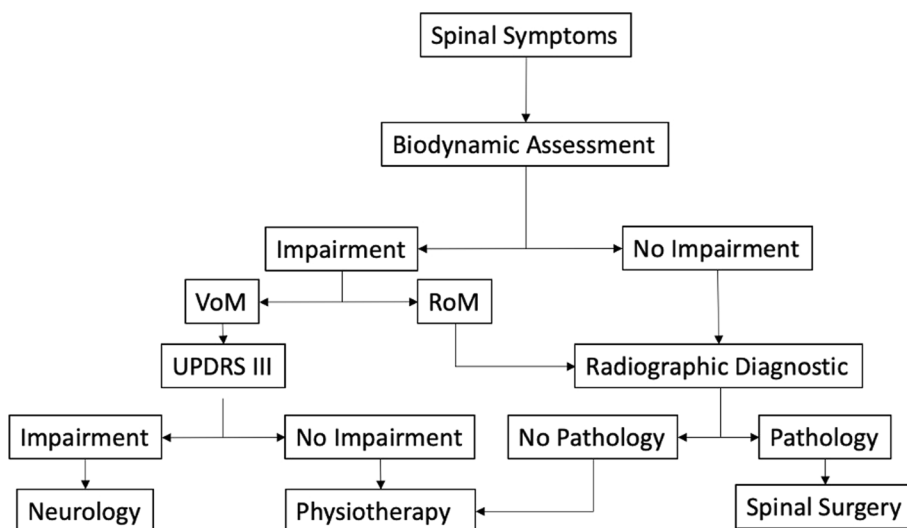 Spinal Symptoms
Biodynamic Assessment
Impairment
No Impairment
VoM
RoM
UPDRS III
Radiographic Diagnostic
Impairment
No Impairment
No Pathology
Pathology
Neurology
Physiotherapy
Spinal Surgery